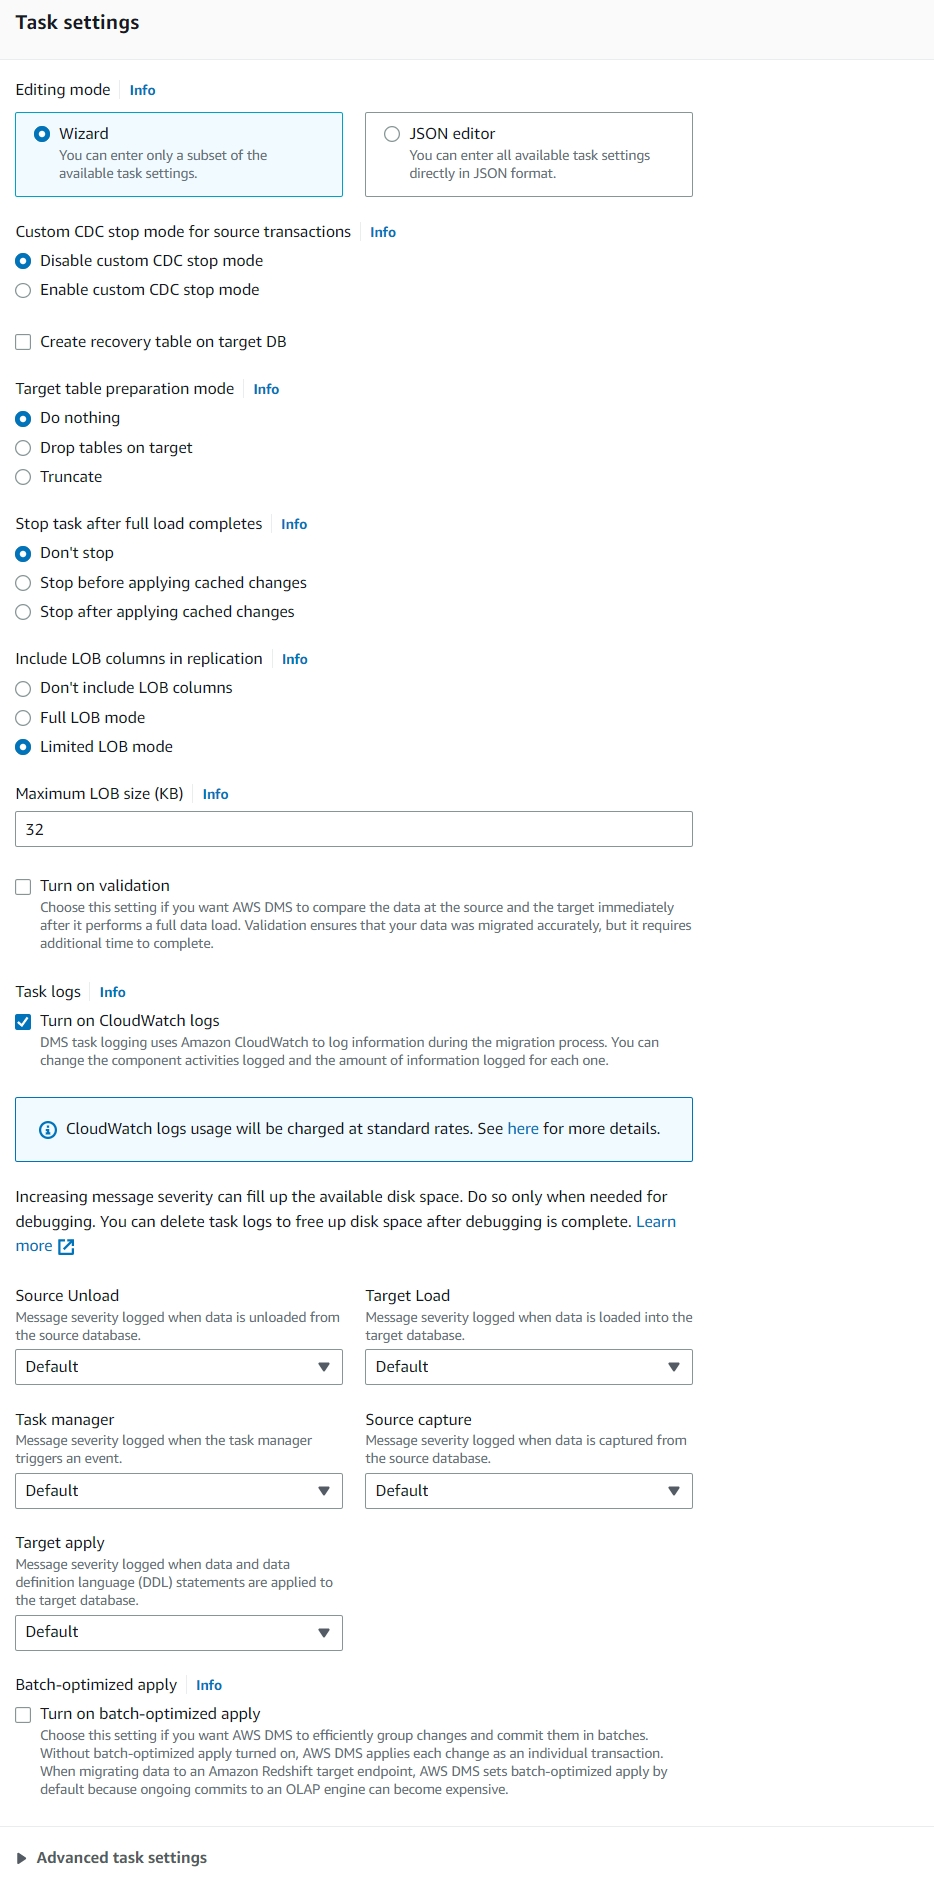 Task settings
Editing mode Info
Wizard
You can enter only a subset of the
available task settings.
JSON editor
You can enter all available task settings
directly in JSON format.
Custom CDC stop mode for source transactions Info
Disable custom CDC stop mode
Enable custom CDC stop mode
Create recovery table on target DB
Target table preparation mode Info
Do nothing
Drop tables on target
Truncate
Stop task after full load completes Info
Don't stop
Stop before applying cached changes
Stop after applying cached changes
Include LOB columns in replication Info
Don't include LOB columns
Full LOB mode
Limited LOB mode
Maximum LOB size (KB) Info
32
Turn on validation
Choose this setting if you want AWS DMS to compare the data at the source and the target immediately
after it performs a full data load. Validation ensures that your data was migrated accurately, but it requires
additional time to complete.
Task logs Info
Turn on CloudWatch logs
DMS task logging uses Amazon CloudWatch to log information during the migration process. You can
change the component activities logged and the amount of information logged for each one.
CloudWatch logs usage will be charged at standard rates. See here for more details.
Increasing message severity can fill up the available disk space. Do so only when needed for
debugging. You can delete task logs to free up disk space after debugging is complete. Learn
more
Source Unload
Message severity logged when data is unloaded from
the source database.
Default
Target Load
Message severity logged when data is loaded into the
target database.
Default
Task manager
Message severity logged when the task manager
triggers an event.
Default
Source capture
Message severity logged when data is captured from
the source database.
Default
Target apply
Message severity logged when data and data
definition language (DDL) statements are applied to
the target database.
Default
Batch-optimized apply Info
Turn on batch-optimized apply
Choose this setting if you want AWS DMS to efficiently group changes and commit them in batches.
Without batch-optimized apply turned on, AWS DMS applies each change as an individual transaction.
When migrating data to an Amazon Redshift target endpoint, AWS DMS sets batch-optimized apply by
default because ongoing commits to an OLAP engine can become expensive.
Advanced task settings